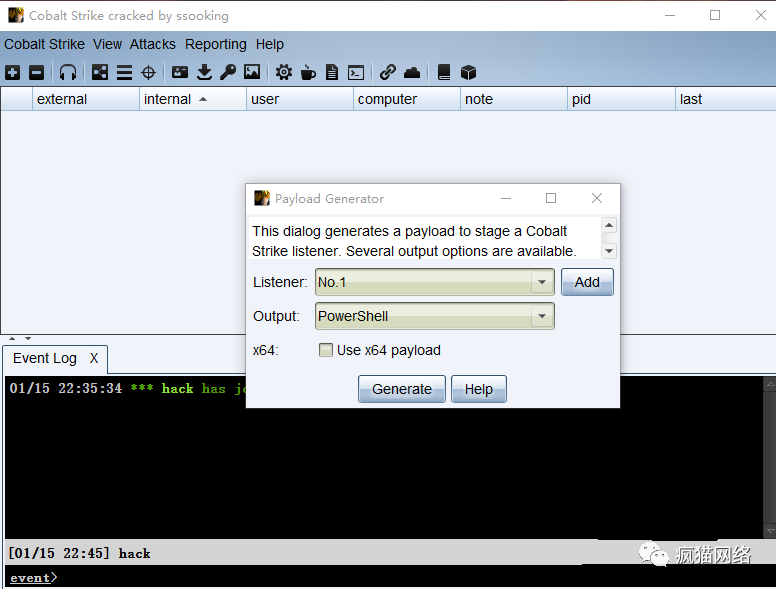 Cobalt Strike cracked by ssooking
Cobalt Strike View Attacks Reporting Help
external internal user computer note pid last
Payload Generator
This dialog generates a payload to stage a Cobalt
Strike listener. Several output options are available.
Listener: No.1 Add
Output: PowerShell
x64: Use x64 payload
Generate Help
Event Log X
01/15 22:35:34 *** hack has jo
[01/15 22:45] hack
疯猫网络
event>